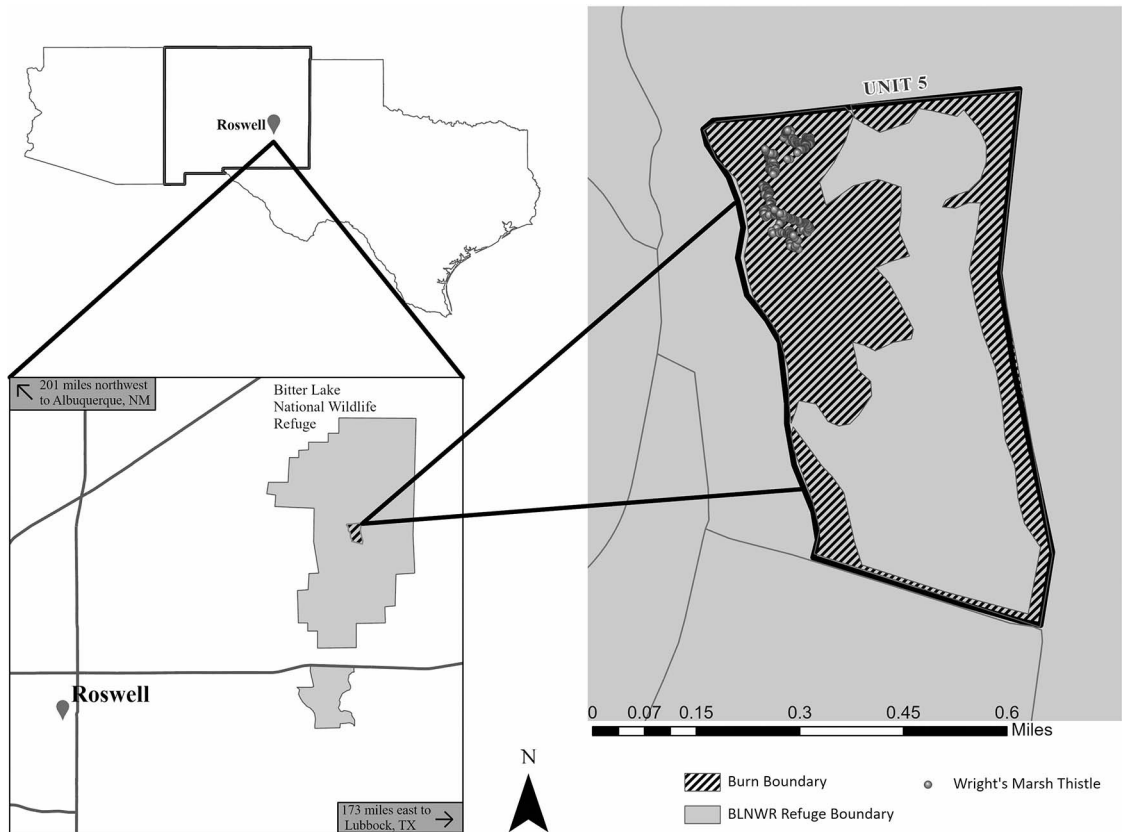 Roswell
UNIT 5
201 miles northwest
to Albuquerque, NM
Bitter Lake
National Wildlife
Refuge
Roswell
173 miles east to
Lubbock, TX
N
0 0.07 0.15 0.3 0.45 0.6
Miles
Burn Boundary
Wright's Marsh Thistle
BLNWR Refuge Boundary